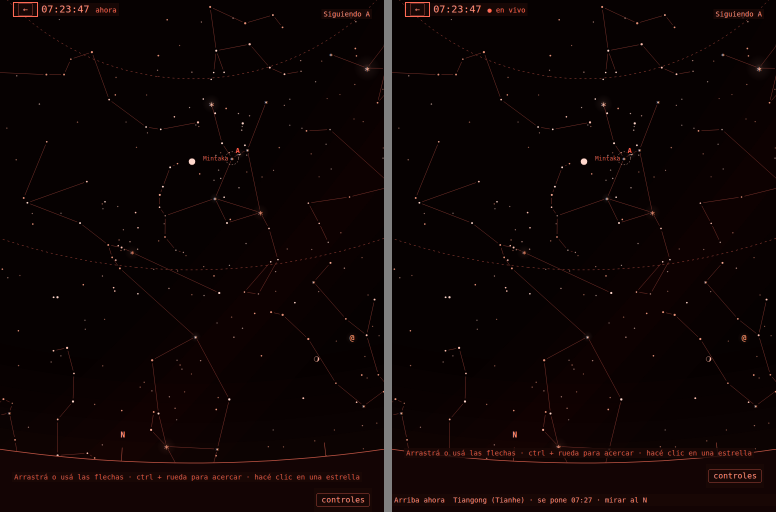 ← 07:23:47 ahora
Siguiendo A
A
Mintaka
@
N
Arrastrá o usá las flechas · ctrl + rueda para acercar · hacé clic en una estrella
controles
← 07:23:47 ● en vivo
Siguiendo A
A
Mintaka
@
N
Arrastrá o usá las flechas · ctrl + rueda para acercar · hacé clic en una estrella
controles
Arriba ahora Tiangong (Tianhe) · se pone 07:27 · mirar al N